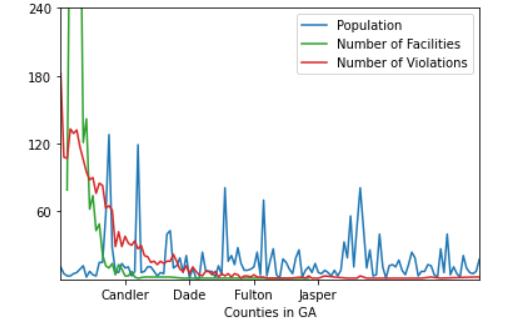 240
180
120
60
Population
Number of Facilities
Number of Violations
Candler Dade Fulton Jasper
Counties in GA